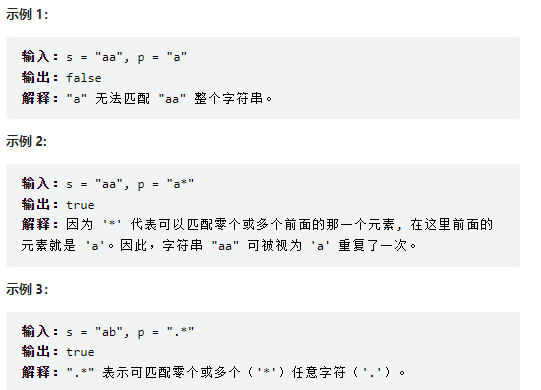 示例 1：
输入：s = "aa", p = "a"
输出：false
解释："a" 无法匹配 "aa" 整个字符串。
示例 2:
输入：s = "aa", p = "a*"
输出：true
解释：因为 '*' 代表可以匹配零个或多个前面的那一个元素, 在这里前面的
元素就是 'a'。因此，字符串 "aa" 可被视为 'a' 重复了一次。
示例 3：
输入：s = "ab", p = ".*"
输出：true
解释：".*" 表示可匹配零个或多个（'*'）任意字符（'.'）。